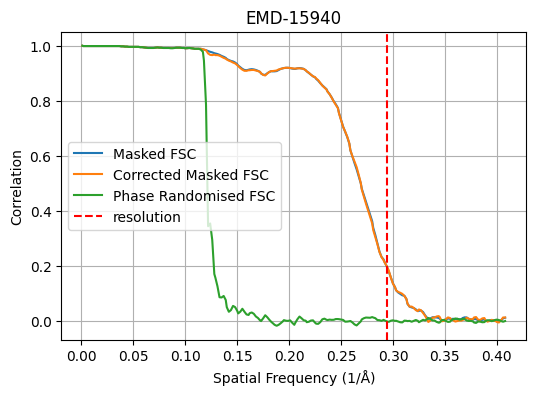 EMD-15940
1.0
0.8
0.6
0.4
0.2
0.0
Correlation
Masked FSC
Corrected Masked FSC
Phase Randomised FSC
resolution
0.00 0.05 0.10 0.15 0.20 0.25 0.30 0.35 0.40
Spatial Frequency (1/Å)